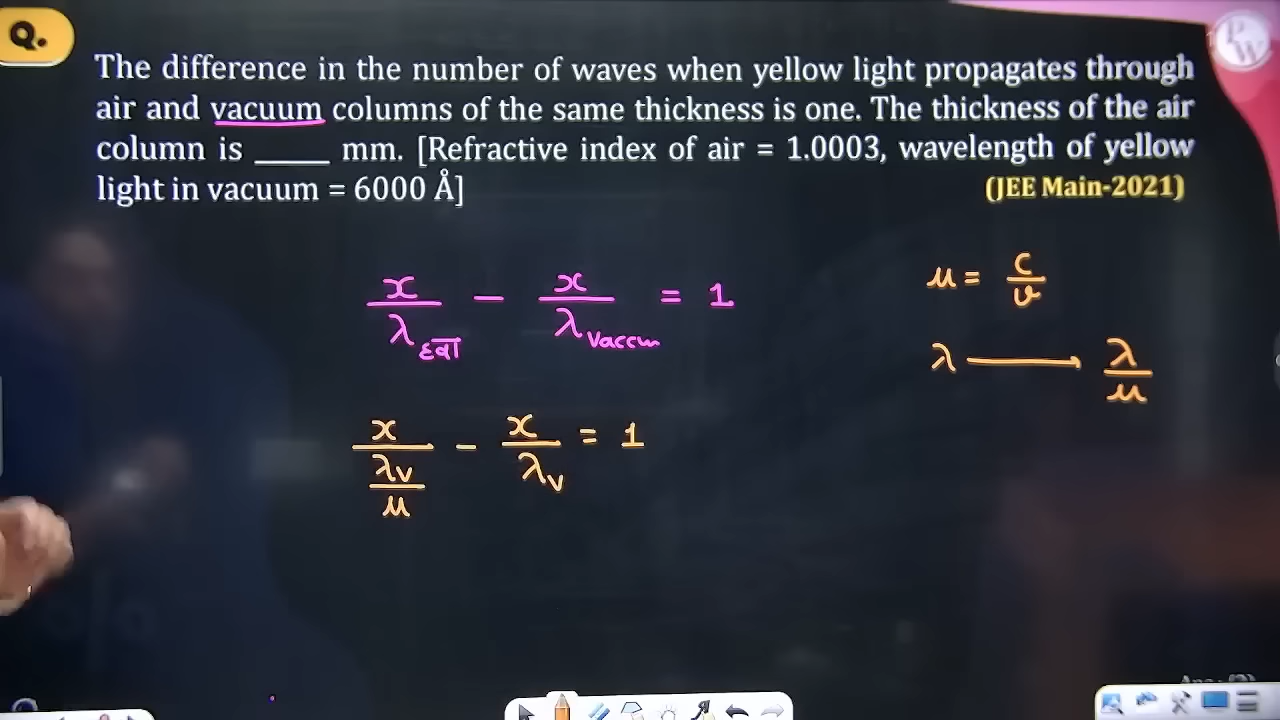 Q.
PW
The difference in the number of waves when yellow light propagates through
air and vacuum columns of the same thickness is one. The thickness of the air
column is _____ mm. [Refractive index of air = 1.0003, wavelength of yellow
light in vacuum = 6000 Å]
(JEE Main-2021)
x/λ - x/λ Vaccum = 1
μ = c/v
λ → λ/μ
x/(λv/μ) - x/λv = 1